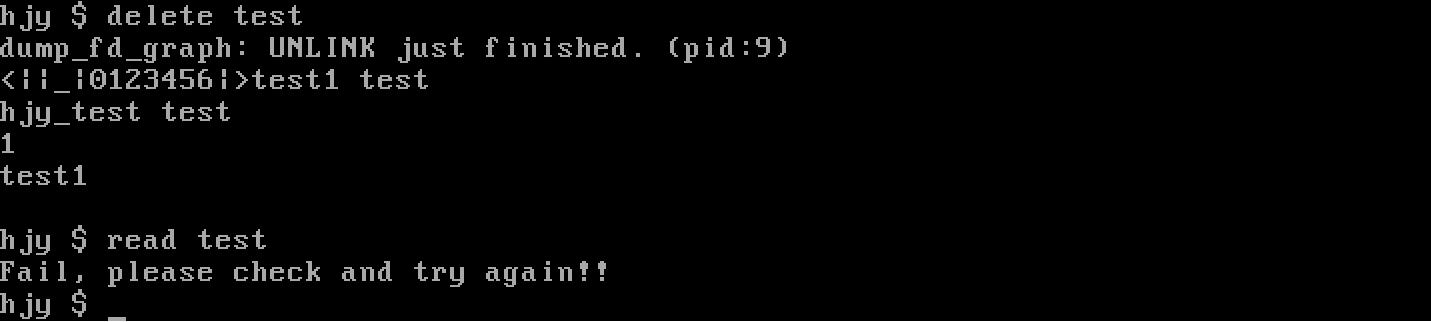 hjy $ delete test
dump_fd_graph: UNLINK just finished. (pid:9)
<||_|0123456|>test1 test
hjy_test test
1
test1
hjy $ read test
Fail, please check and try again!!
hjy $ _